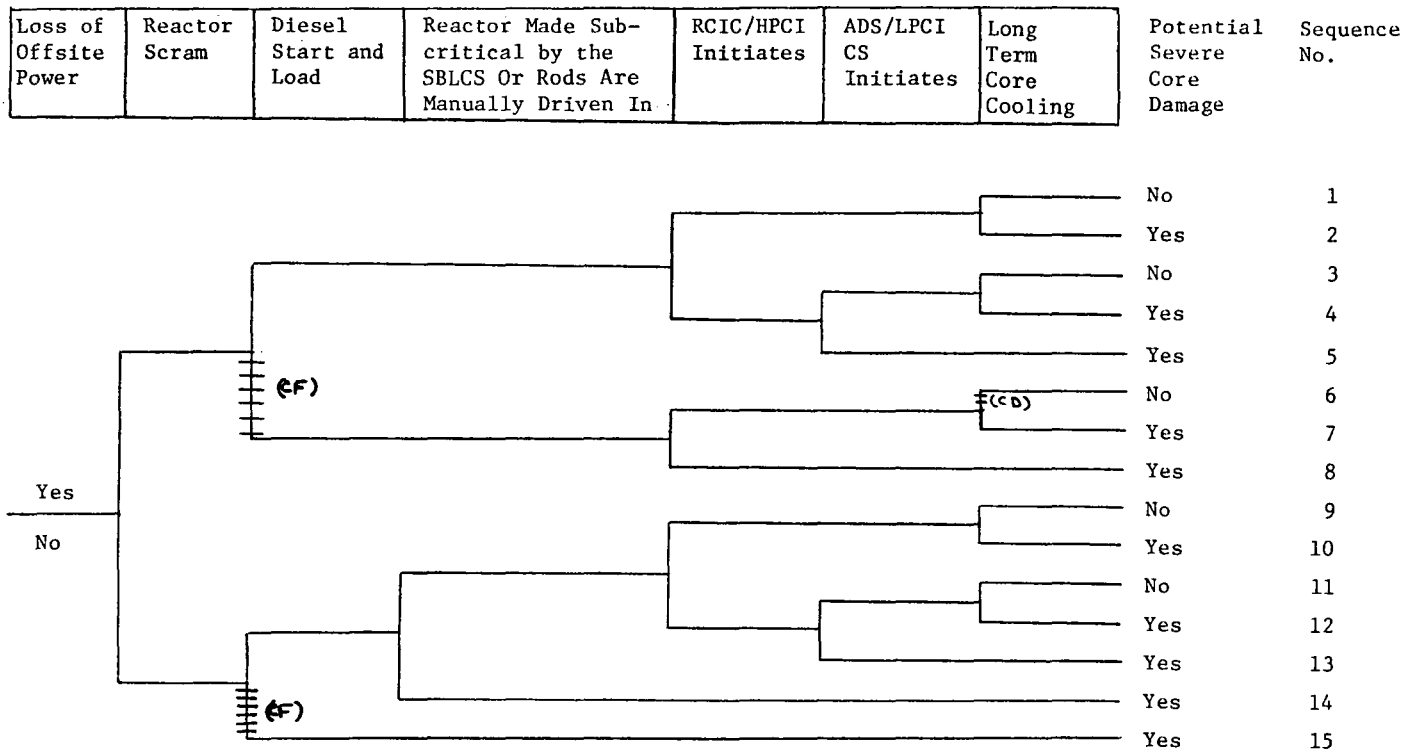 Loss of Offsite Power
Reactor Scram
Diesel Start and Load
Reactor Made Sub-
critical by the
SBLCS Or Rods Are
Manually Driven In
RCIC/HPCI
Initiates
ADS/LPCI
CS
Initiates
Long
Term
Core
Cooling
Potential
Severe
Core
Damage
Sequence
No.
No 1
Yes 2
No 3
Yes 4
Yes 5
(CF)
No 6
(CD)
Yes 7
Yes 8
Yes
No
No 9
Yes 10
No 11
Yes 12
Yes 13
(CF)
Yes 14
Yes 15